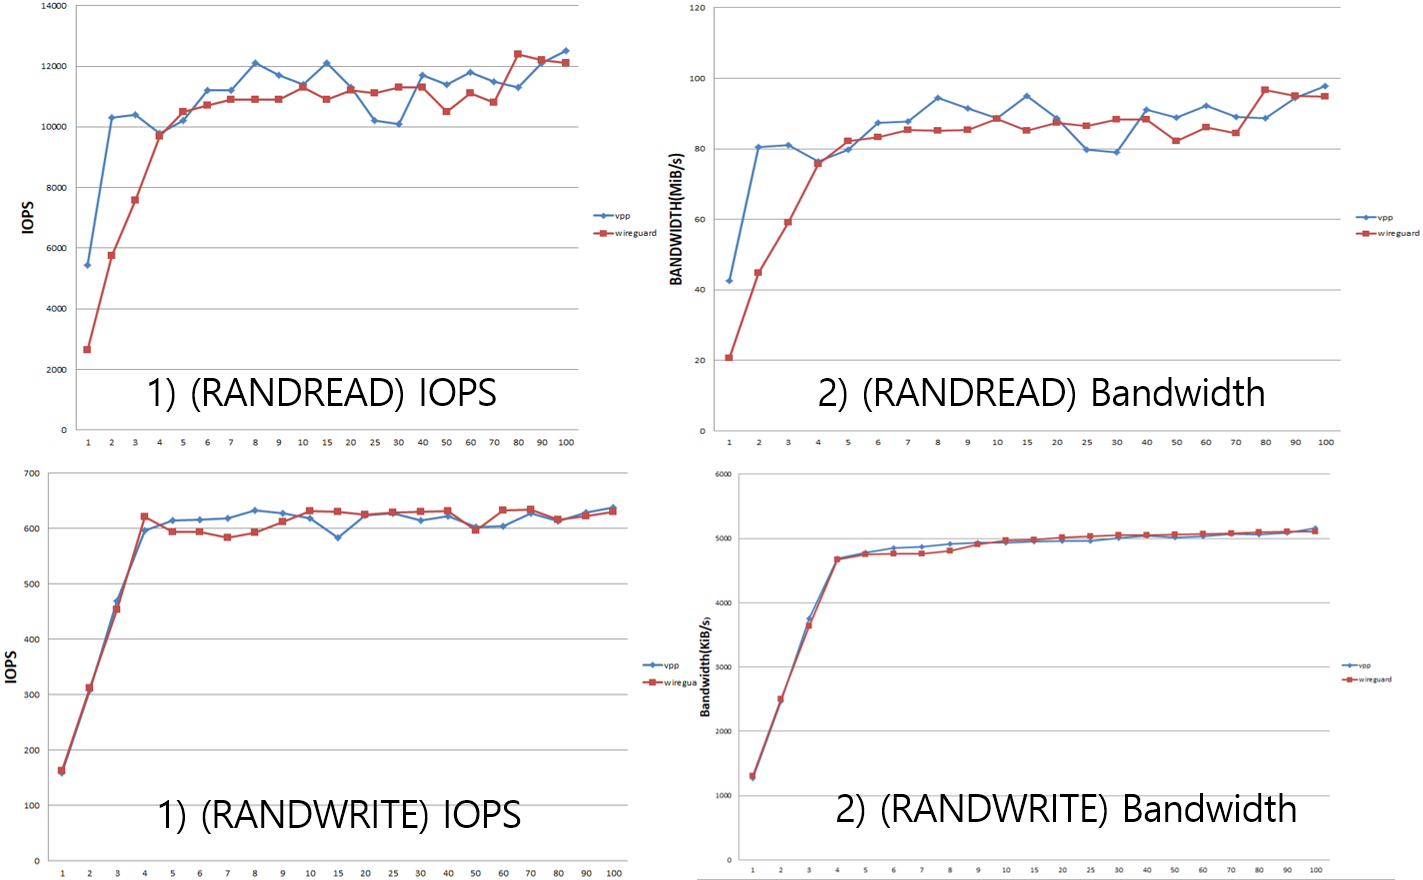 14000
12000
10000
8000
6000
4000
2000
0
IOPS
1 2 3 4 5 6 7 8 9 10 15 20 25 30 40 50 60 70 80 90 100
vpp
wireguard
1) (RANDREAD) IOPS
120
100
80
60
40
20
0
BANDWIDTH(MiB/s)
1 2 3 4 5 6 7 8 9 10 15 20 25 30 40 50 60 70 80 90 100
vpp
wireguard
2) (RANDREAD) Bandwidth
700
600
500
400
300
200
100
0
IOPS
1 2 3 4 5 6 7 8 9 10 15 20 25 30 40 50 60 70 80 90 100
vpp
wiregua
1) (RANDWRITE) IOPS
6000
5000
4000
3000
2000
1000
0
Bandwidth(KiB/s)
1 2 3 4 5 6 7 8 9 10 15 20 25 30 40 50 60 70 80 90 100
vpp
wireguard
2) (RANDWRITE) Bandwidth